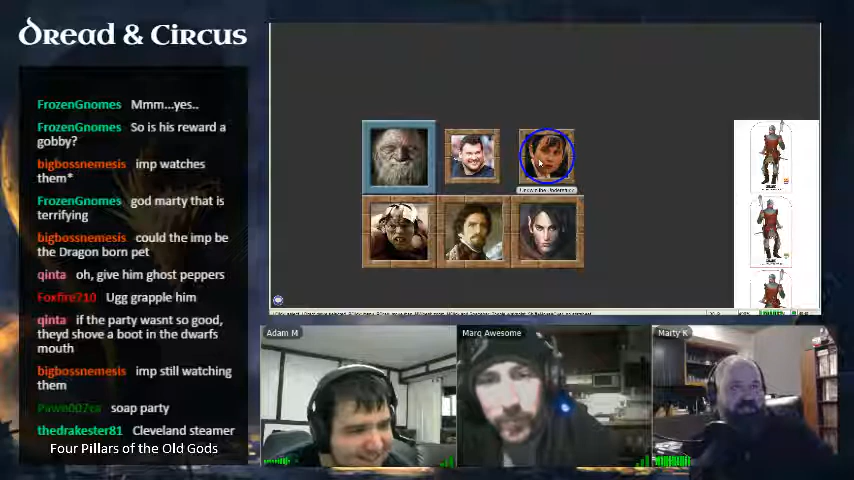 Dread & Circus
FrozenGnomes Mmm...yes..
FrozenGnomes So is his reward a
gobby?
bigbossnemesis imp watches
them*
FrozenGnomes god marty that is
terrifying
bigbossnemesis could the imp be
the Dragon born pet
qinta oh, give him ghost peppers
Foxfire710 Ugg grapple him
qinta if the party wasnt so good,
theyd shove a boot in the dwarfs
mouth
bigbossnemesis imp still watching
them
soap party
thedrakester81 Cleveland steamer
Four Pillars of the Old Gods
Adam M
Marq Awesome
Marty K